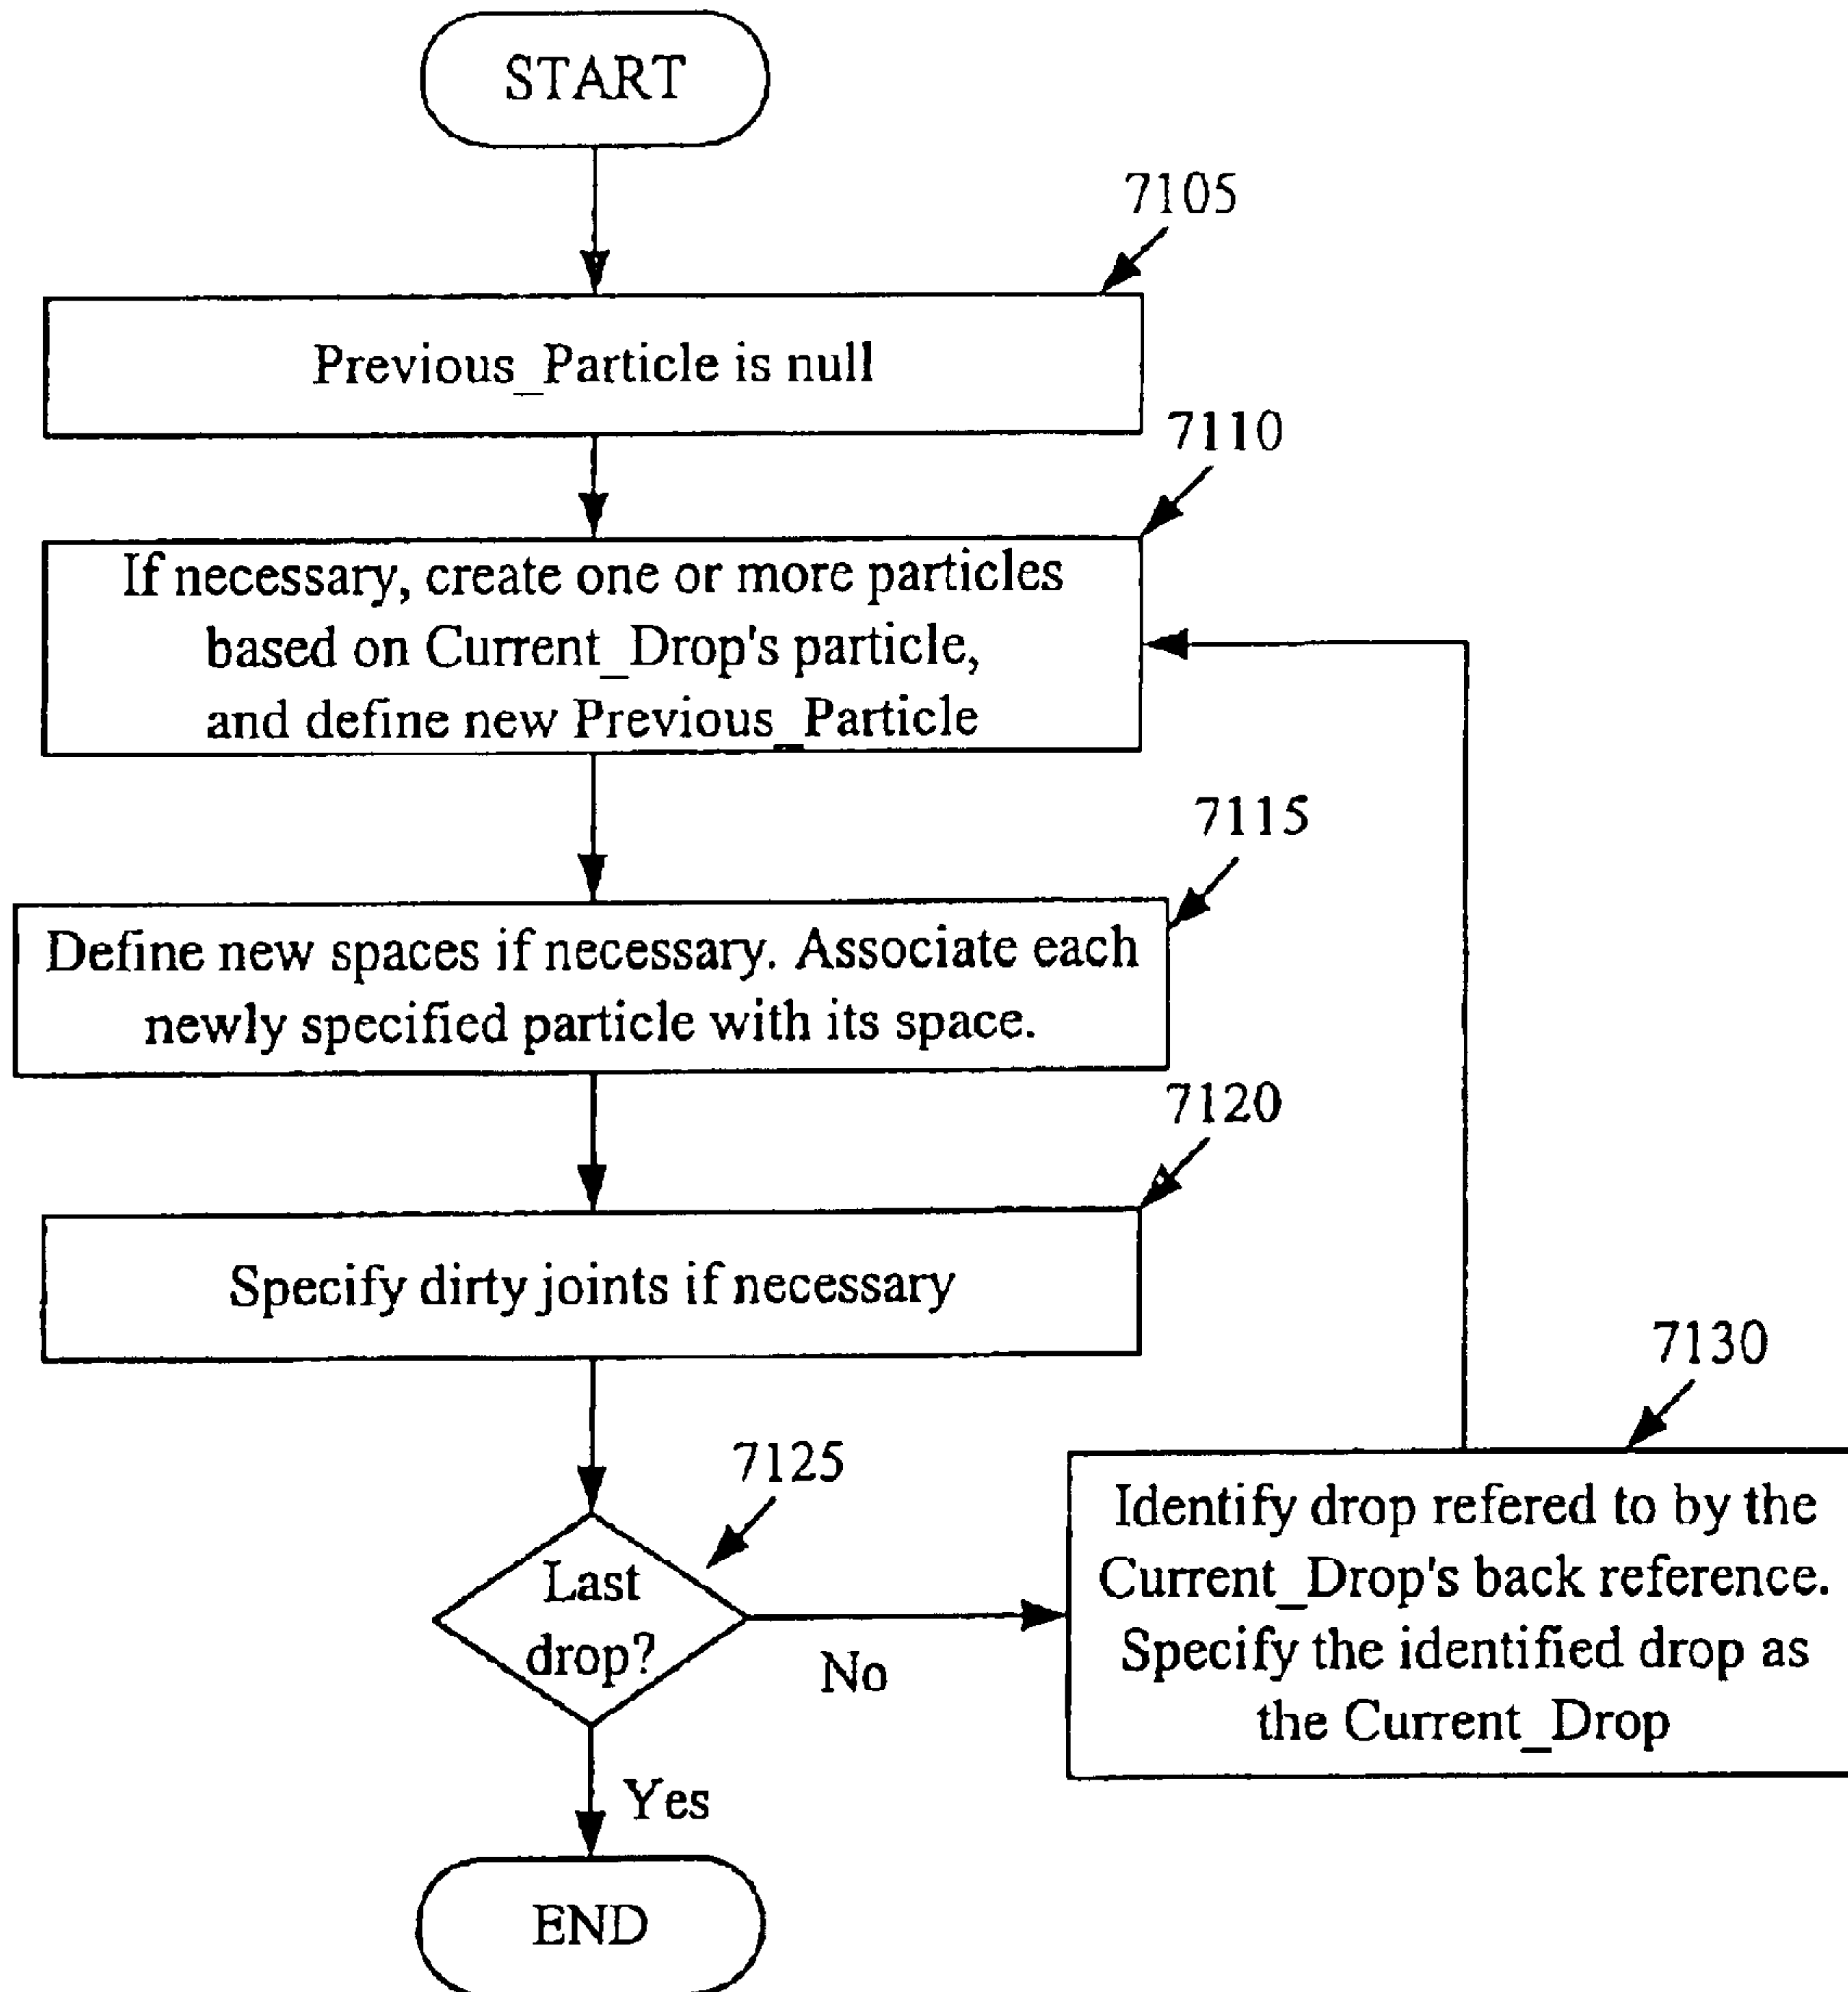 START
7105
Previous_Particle is null
7110
If necessary, create one or more particles
based on Current_Drop's particle,
and define new Previous_Particle
7115
Define new spaces if necessary. Associate each
newly specified particle with its space.
7120
Specify dirty joints if necessary
7125
Last
drop?
No
7130
Identify drop refered to by the
Current_Drop's back reference.
Specify the identified drop as
the Current_Drop
Yes
END